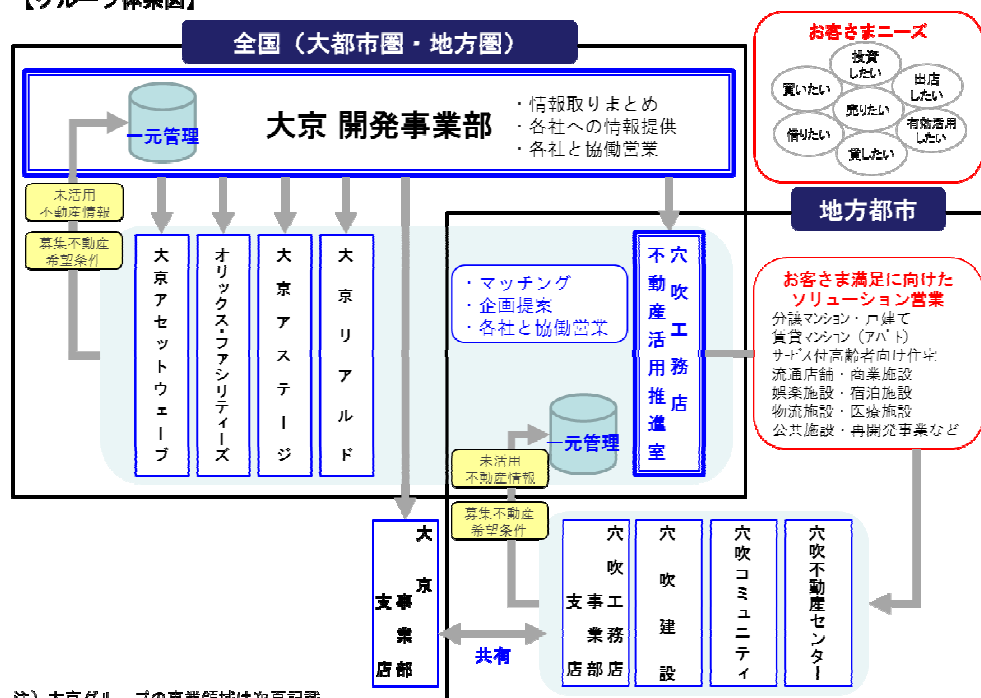 【グループ体系図】
全国（大都市圏・地方圏）
お客さまニーズ
投資
したい
買いたい
出店
したい
売りたい
借りたい
有効活用
したい
貸したい
一元管理
大京 開発事業部
・情報取りまとめ
・各社への情報提供
・各社と協働営業
未活用
不動産情報
募集不動産
希望条件
地方都市
大京アセットウェーブ
オリックス・ファシリティーズ
大京アステージ
大京リアルド
・マッチング
・企画提案
・各社と協働営業
穴吹工務店
不動産活用推進室
お客さま満足に向けた
ソリューション営業
分譲マンション・戸建て
賃貸マンション（アパート）
サービス付高齢者向け住宅
流通店舗・商業施設
娯楽施設・宿泊施設
物流施設・医療施設
公共施設・再開発事業など
一元管理
未活用
不動産情報
募集不動産
希望条件
大京
事業部
支店
共有
穴吹工務店
事業部
支店
穴吹建設
穴吹コミュニティ
穴吹不動産センター
注）大京グループの事業領域は次頁記載